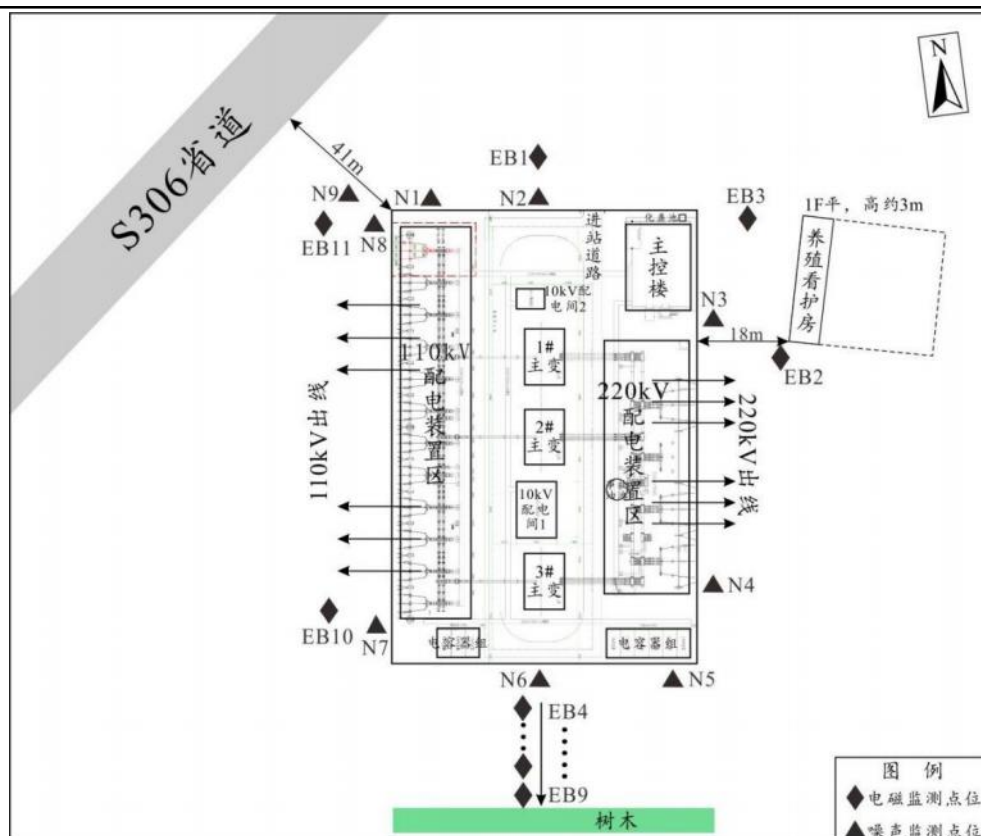 N
S306省道
41m
EB1
EB3
N9
N1
N2
1F平，高约3m
EB11
N8
进站道路
化粪池
主控楼
养殖看护房
10kV配
电间2
N3
18m
1#
主变
EB2
110kV
配电装置区
220kV
配电装置区
110kV出线
220kV出线
2#
主变
10kV
配电
间1
3#
主变
N4
EB10
N7
电容器组
电容器组
N6
N5
EB4
EB9
树木
图 例
电磁监测点位
噪声监测点位